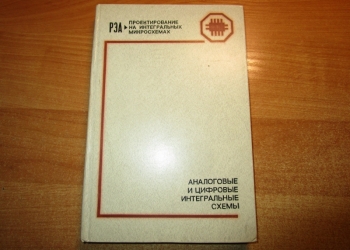 РЭА
ПРОЕКТИРОВАНИЕ
НА ИНТЕГРАЛЬНЫХ
МИКРОСХЕМАХ
АНАЛОГОВЫЕ
И ЦИФРОВЫЕ
ИНТЕГРАЛЬНЫЕ
СХЕМЫ